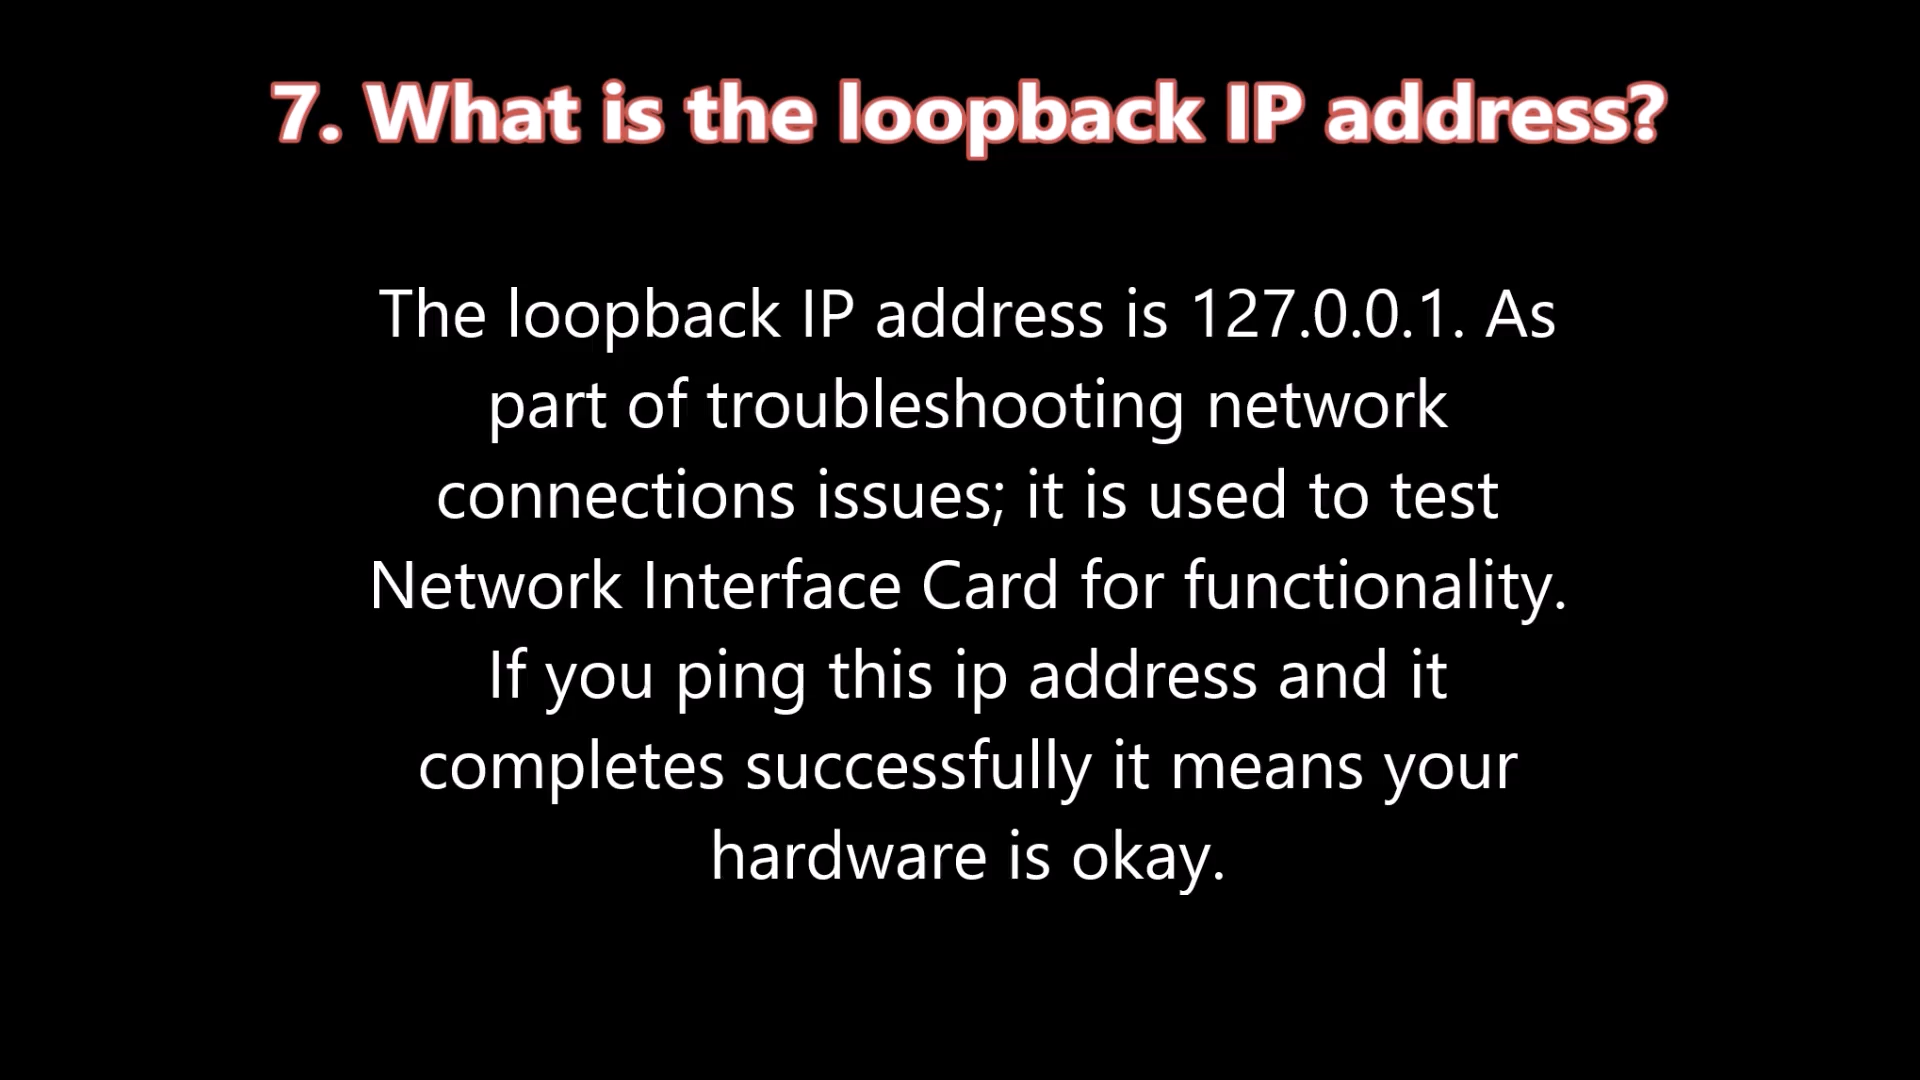 7. What is the loopback IP address?
The loopback IP address is 127.0.0.1. As
part of troubleshooting network
connections issues; it is used to test
Network Interface Card for functionality.
If you ping this ip address and it
completes successfully it means your
hardware is okay.